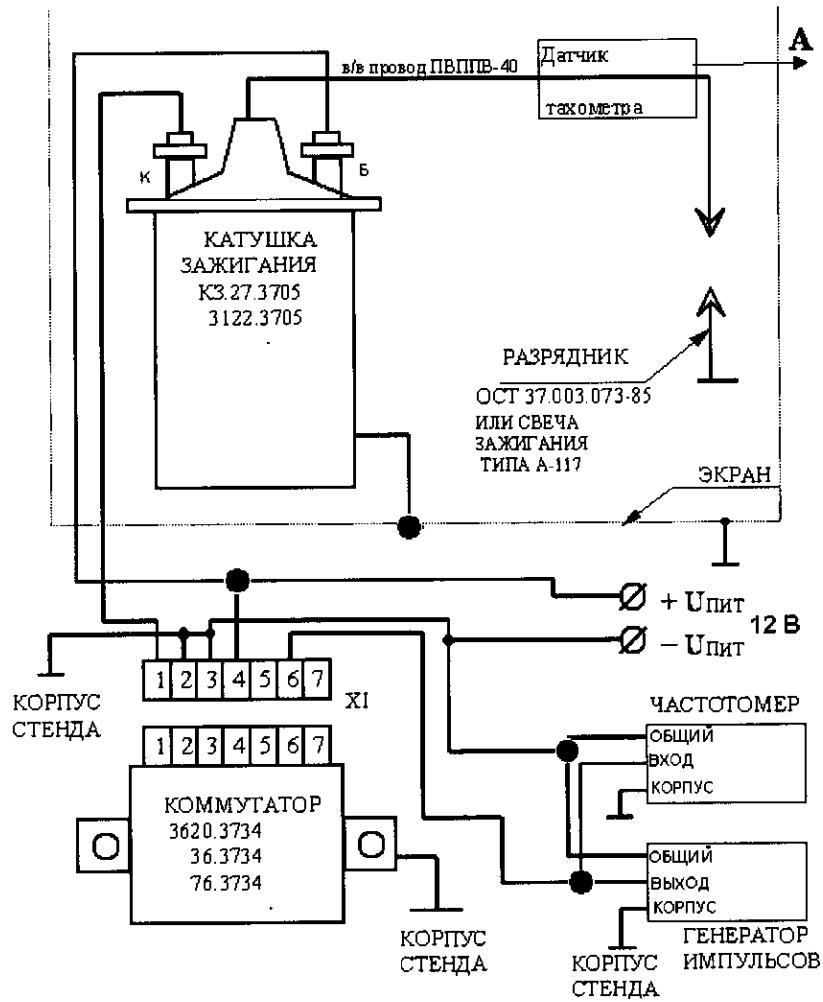 А
Датчик
тахометра
в/в провод ПВППВ-40
К
Б
КАТУШКА
ЗАЖИГАНИЯ
КЗ.27.3705
3122.3705
РАЗРЯДНИК
ОСТ 37.003.073-85
ИЛИ СВЕЧА
ЗАЖИГАНИЯ
ТИПА А-117
ЭКРАН
+ Uпит
12 В
– Uпит
КОРПУС
СТЕНДА
1 2 3 4 5 6 7
X1
1 2 3 4 5 6 7
КОММУТАТОР
3620.3734
36.3734
76.3734
КОРПУС
СТЕНДА
ЧАСТОТОМЕР
ОБЩИЙ
ВХОД
КОРПУС
ОБЩИЙ
ВЫХОД
КОРПУС
ГЕНЕРАТОР
ИМПУЛЬСОВ
КОРПУС
СТЕНДА